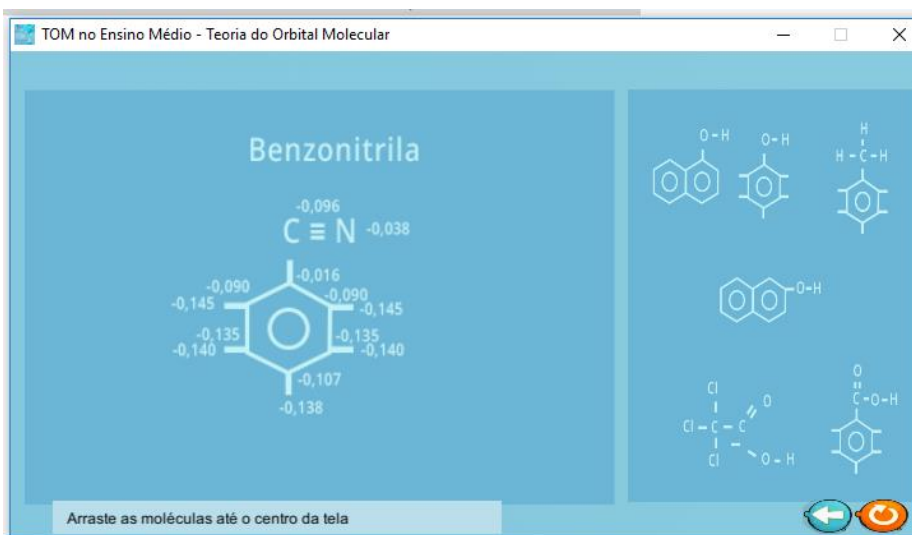 TOM no Ensino Médio - Teoria do Orbital Molecular
Benzonitrila
-0,096
C ≡ N -0,038
-0,016
-0,090 -0,090
-0,145 -0,145
-0,135 -0,135
-0,140 -0,140
-0,107
-0,138
O-H O-H H
H-C-H
O-H
Cl O O
Cl-C-C C-O-H
Cl O-H
Arraste as moléculas até o centro da tela